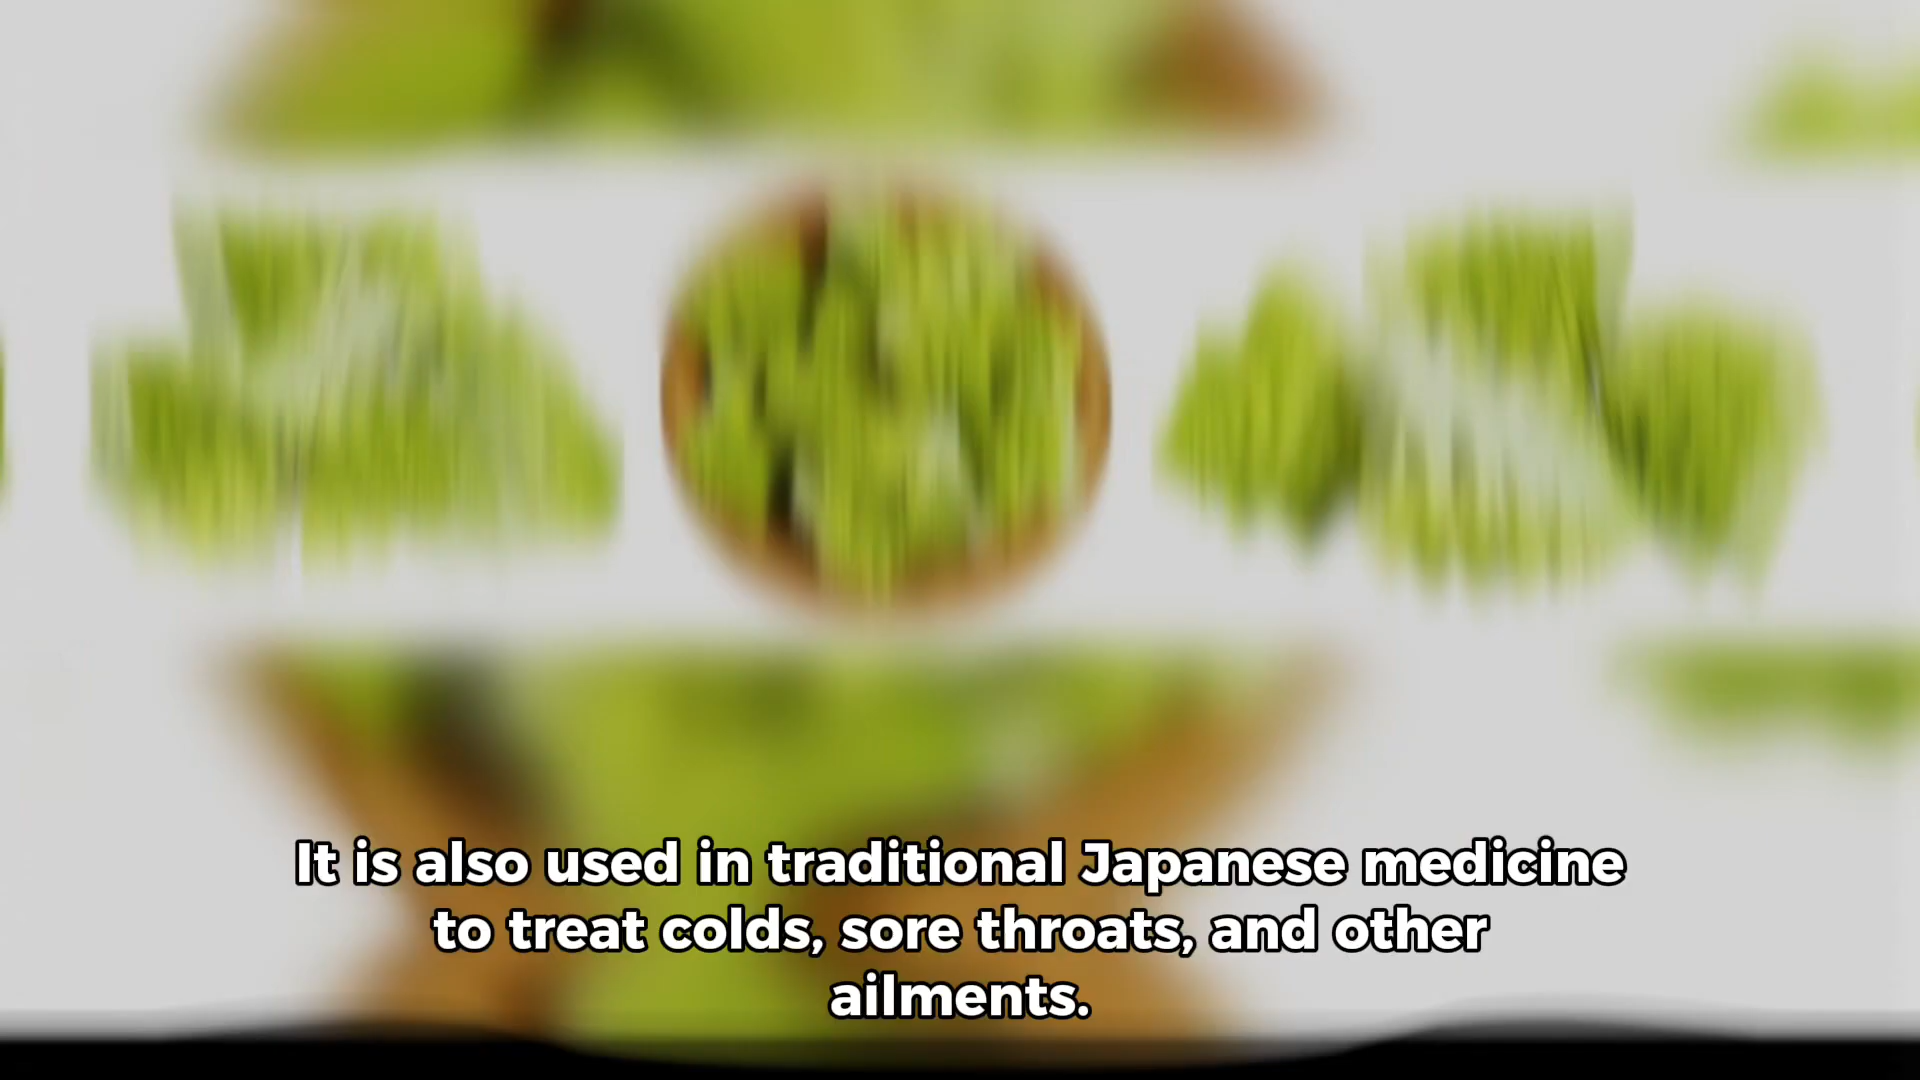 It is also used in traditional Japanese medicine
to treat colds, sore throats, and other
ailments.